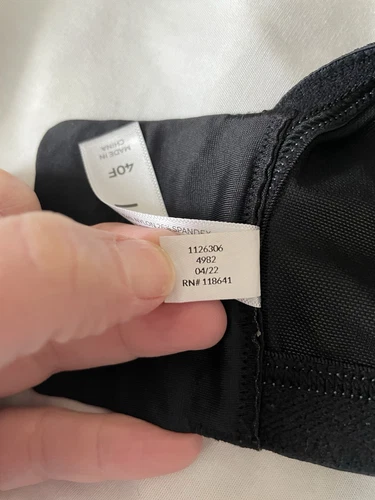 40F
MADE IN
CHINA
SPANDEX
1126306
4982
04/22
RN# 118641